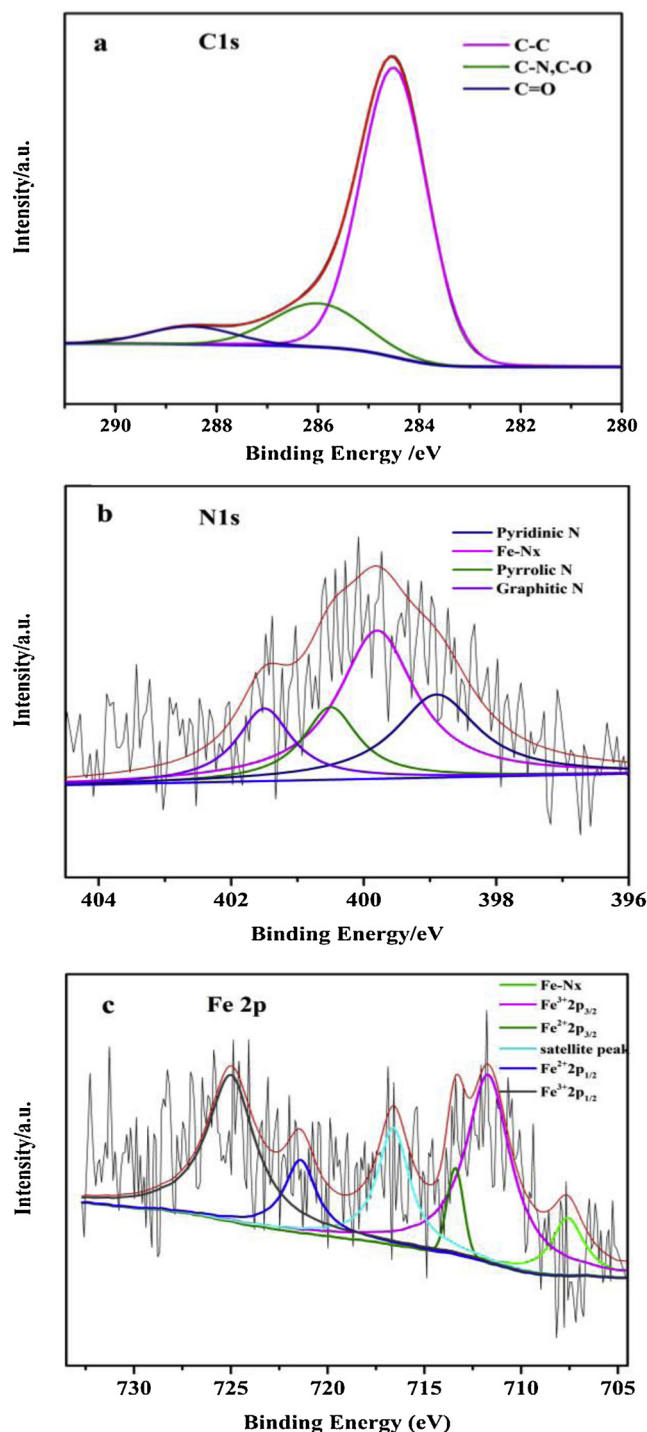 a C1s
C-C
C-N,C-O
C=O
Intensity/a.u.
290 288 286 284 282 280
Binding Energy /eV
b N1s
Pyridinic N
Fe-Nx
Pyrrolic N
Graphitic N
Intensity/a.u.
404 402 400 398 396
Binding Energy/eV
c Fe 2p
Fe-Nx
Fe³⁺2p₃/₂
Fe²⁺2p₃/₂
satellite peak
Fe²⁺2p₁/₂
Fe³⁺2p₁/₂
Intensity/a.u.
730 725 720 715 710 705
Binding Energy (eV)